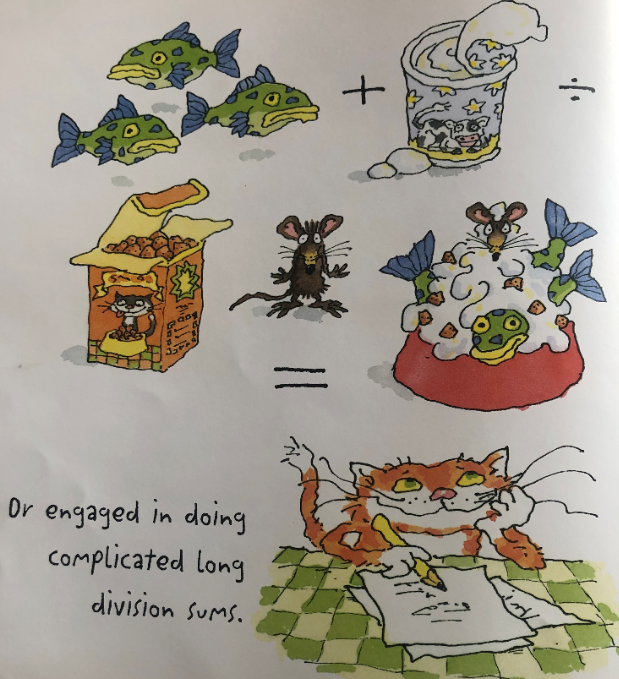 +
÷
=
Or engaged in doing
complicated long
division sums.